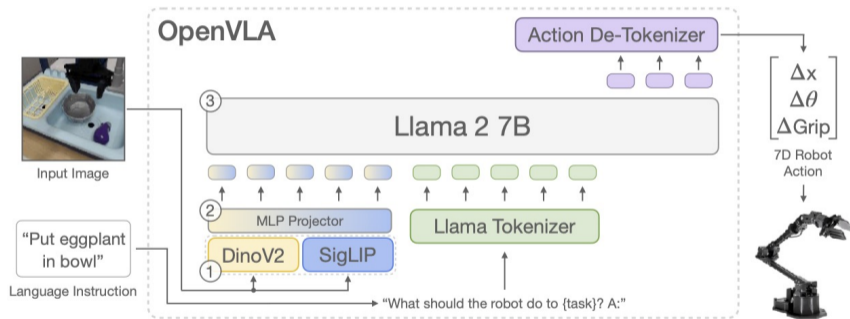 OpenVLA
Action De-Tokenizer
Δx
Δθ
ΔGrip
7D Robot
Action
3
Llama 2 7B
Input Image
2
MLP Projector
Llama Tokenizer
1
DinoV2
SigLIP
“Put eggplant
in bowl”
Language Instruction
“What should the robot do to {task}? A:”